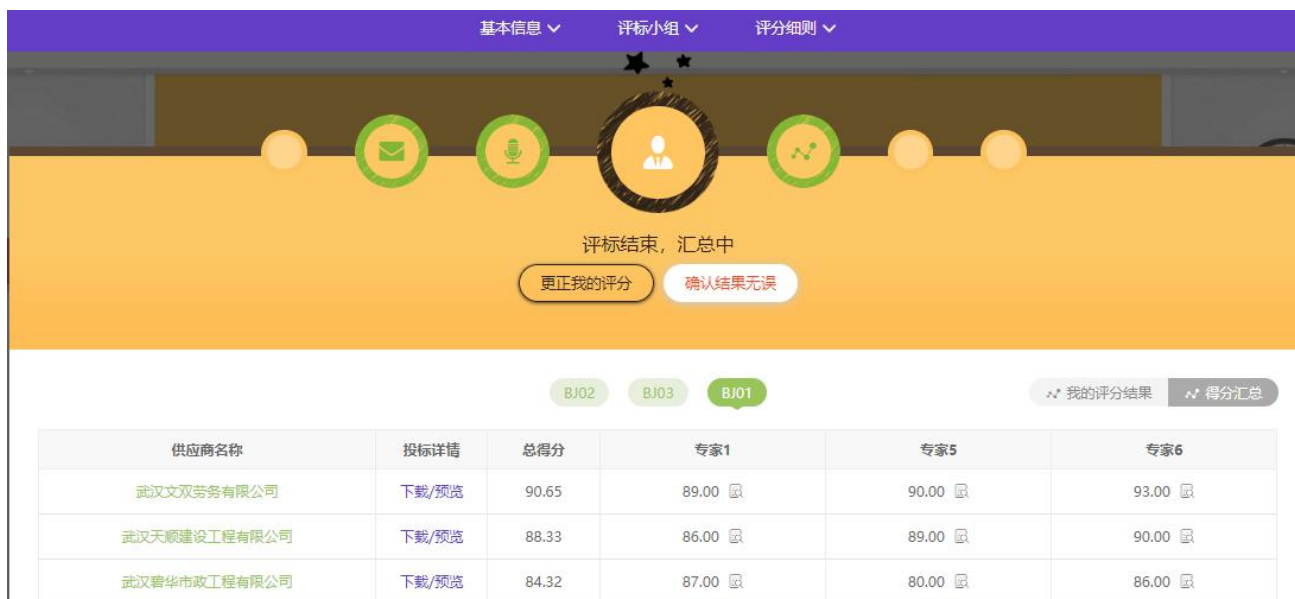 基本信息 评标小组 评分细则
评标结束，汇总中
更正我的评分 确认结果无误
BJ02 BJ03 BJ01 我的评分结果 得分汇总
供应商名称 投标详情 总得分 专家1 专家5 专家6
武汉文双劳务有限公司 下载/预览 90.65 89.00 90.00 93.00
武汉天顺建设工程有限公司 下载/预览 88.33 86.00 89.00 90.00
武汉碧华市政工程有限公司 下载/预览 84.32 87.00 80.00 86.00